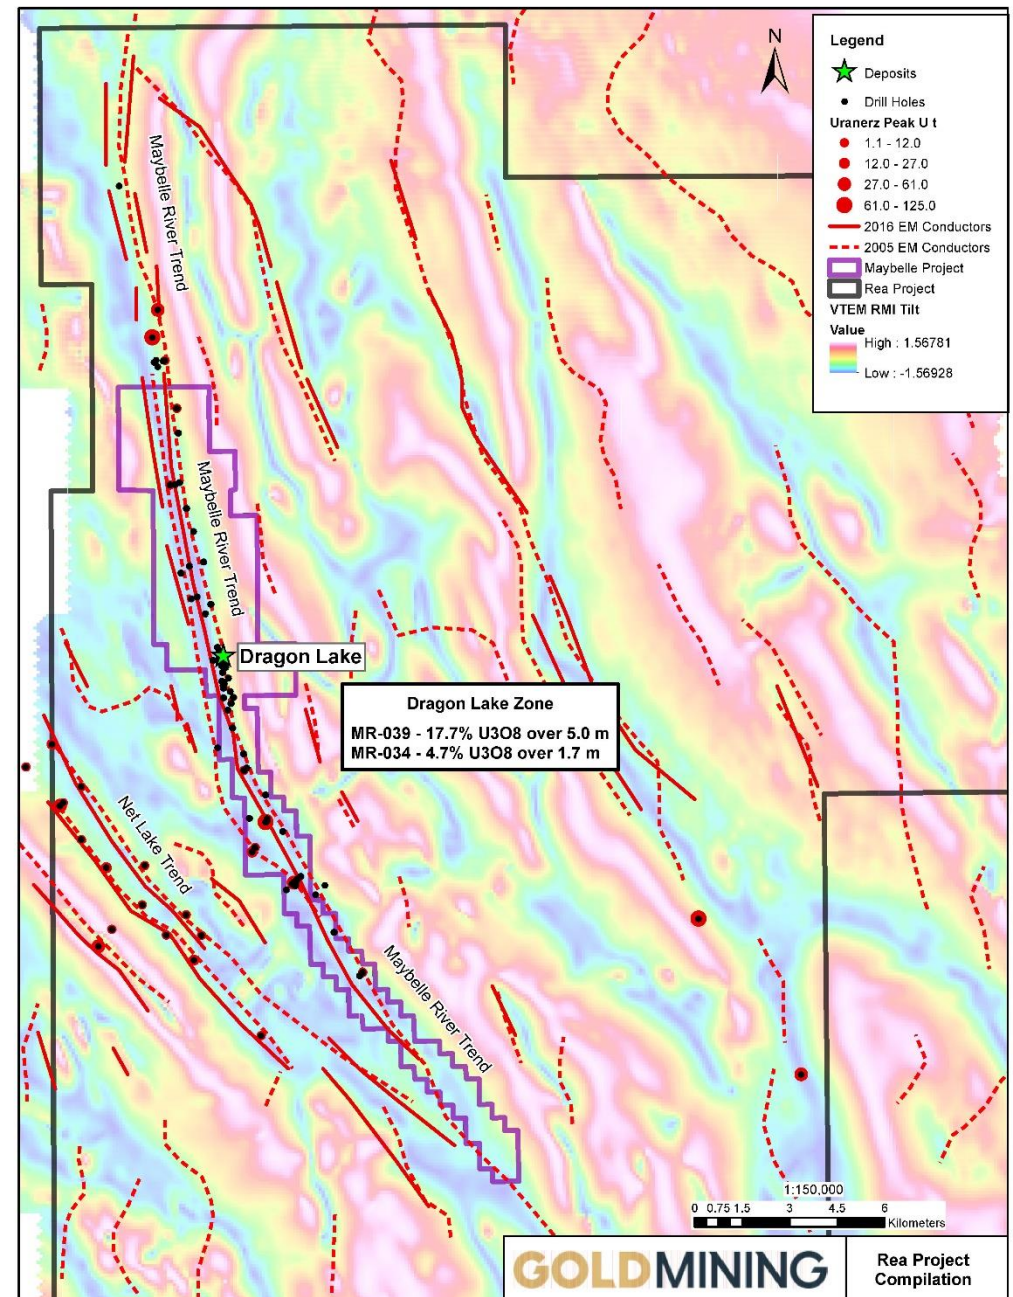 N
Legend
Deposits
Drill Holes
Uranerz Peak U t
1.1 - 12.0
12.0 - 27.0
27.0 - 61.0
61.0 - 125.0
2016 EM Conductors
2005 EM Conductors
Maybelle Project
Rea Project
VTEM RMI Tilt
Value
High : 1.56781
Low : -1.56928
Maybelle River Trend
Maybelle River Trend
Dragon Lake
Dragon Lake Zone
MR-039 - 17.7% U3O8 over 5.0 m
MR-034 - 4.7% U3O8 over 1.7 m
Net Lake Trend
Maybelle River Trend
1:150,000
0 0.75 1.5 3 4.5 6
Kilometers
GOLDMINING
Rea Project
Compilation